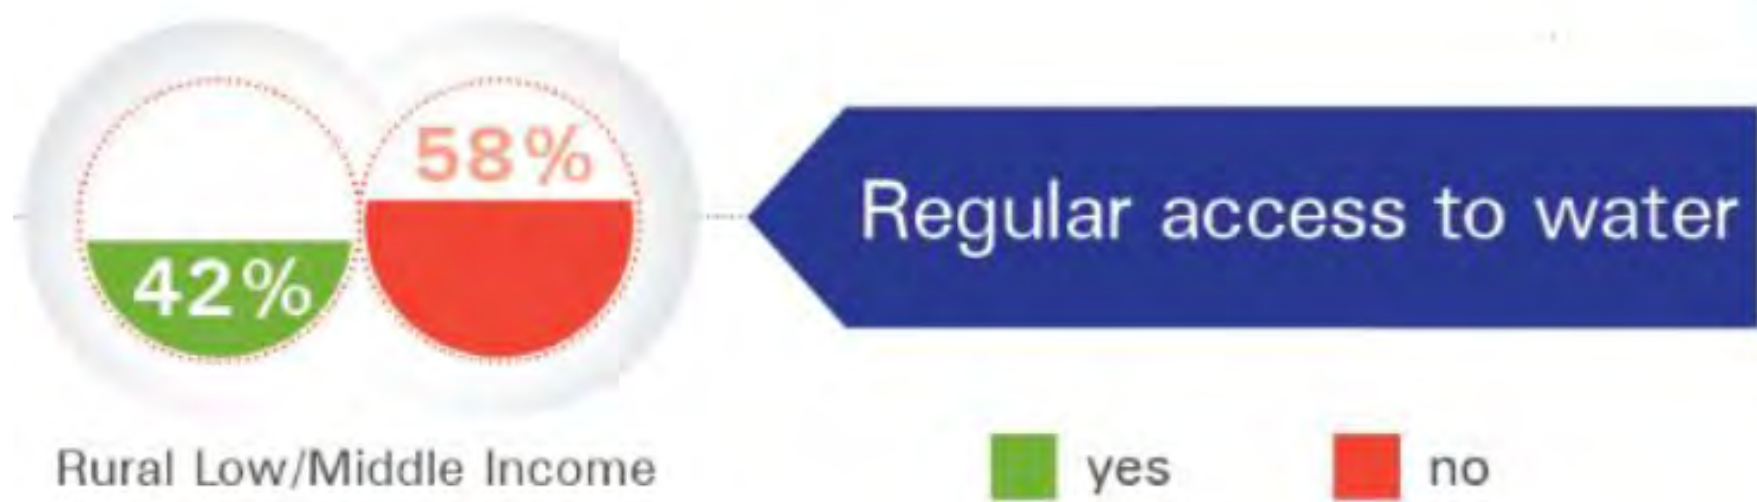 58%
42%
Regular access to water
Rural Low/Middle Income
yes
no